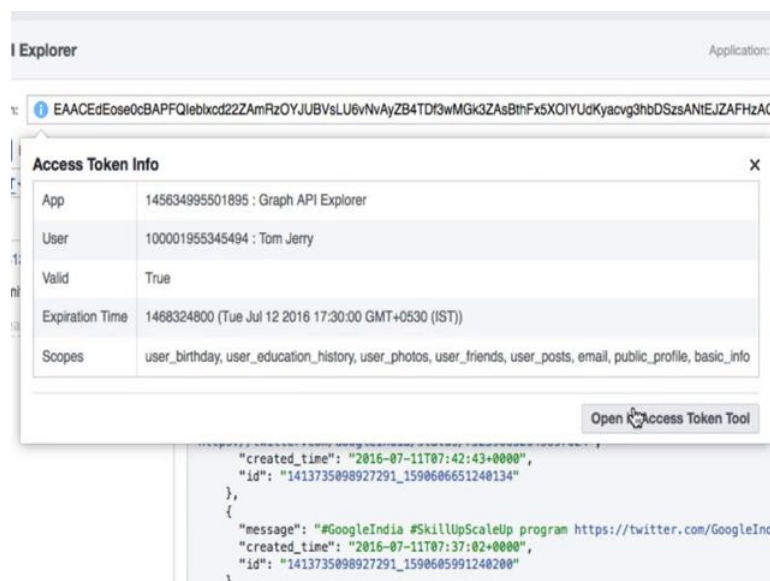 I Explorer
Application:
n:
EAACEdEose0cBAPFQIeblxcd22ZAmRzOYJUBVsLU6vNvAyZB4TDf3wMGk3ZAsBthFx5XOIYUdKyacvg3hbDSzsANtEJZAFHzAC
Access Token Info
X
App 145634995501895 : Graph API Explorer
User 100001955345494 : Tom Jerry
Valid True
Expiration Time 1468324800 (Tue Jul 12 2016 17:30:00 GMT+0530 (IST))
Scopes user_birthday, user_education_history, user_photos, user_friends, user_posts, email, public_profile, basic_info
Open in Access Token Tool
"created_time": "2016-07-11T07:42:43+0000",
"id": "1413735098927291_1590606651240134"
},
{
"message": "#GoogleIndia #SkillUpScaleUp program https://twitter.com/GoogleInd
"created_time": "2016-07-11T07:37:02+0000",
"id": "1413735098927291_1590605991240200"
}